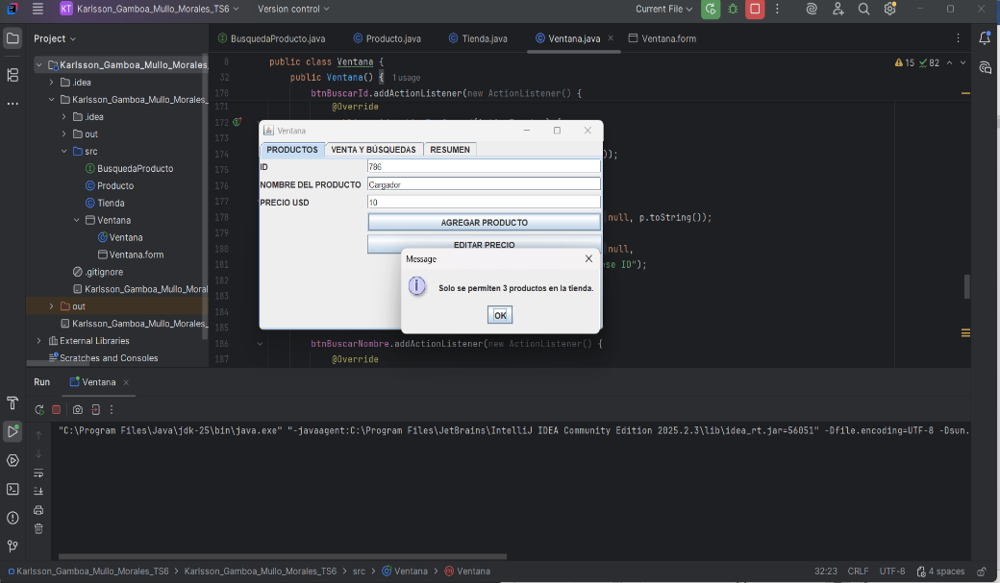 KT Karlsson_Gamboa_Mullo_Morales_TS6 Version control Current File
Project
BusquedaProducto.java Producto.java Tienda.java Ventana.java Ventana.form
Karlsson_Gamboa_Mullo_Morales_
.idea
Karlsson_Gamboa_Mullo_Morales_
.idea
out
src
BusquedaProducto
Producto
Tienda
Ventana
Ventana
Ventana.form
.gitignore
Karlsson_Gamboa_Mullo_Moral
out
Karlsson_Gamboa_Mullo_Morales_
External Libraries
Scratches and Consoles
15 82
8 public class Ventana {
32 public Ventana() { 1 usage
170 btnBuscarId.addActionListener(new ActionListener() {
171 @Override
172
173
174 ));
175
176
177
178 null, p.toString());
179
180 null,
181 ese ID");
182
183
184
185
186 btnBuscarNombre.addActionListener(new ActionListener() {
187 @Override
Ventana
PRODUCTOS VENTA Y BÚSQUEDAS RESUMEN
ID 786
NOMBRE DEL PRODUCTO Cargador
PRECIO USD 10
AGREGAR PRODUCTO
EDITAR PRECIO
Message
Solo se permiten 3 productos en la tienda.
OK
Run Ventana
"C:\Program Files\Java\jdk-25\bin\java.exe" "-javaagent:C:\Program Files\JetBrains\IntelliJ IDEA Community Edition 2025.2.3\lib\idea_rt.jar=56051" -Dfile.encoding=UTF-8 -Dsun.
Karlsson_Gamboa_Mullo_Morales_TS6 > Karlsson_Gamboa_Mullo_Morales_TS6 > src > Ventana > Ventana 32:23 CRLF UTF-8 4 spaces